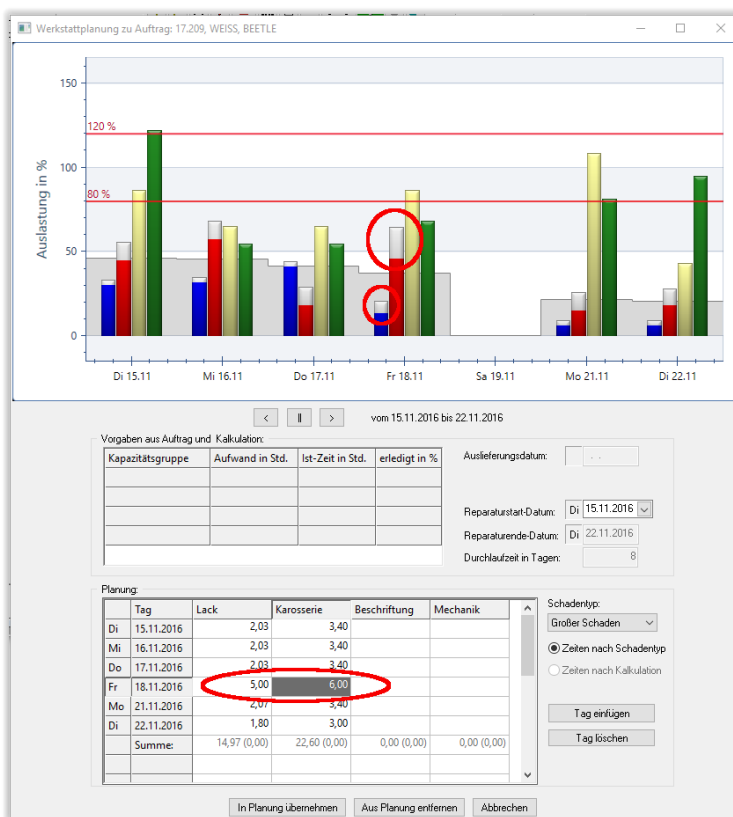 Werkstattplanung zu Auftrag: 17.209, WEISS, BEETLE
Auslastung in %
150
120 %
100
80 %
50
0
Di 15.11 Mi 16.11 Do 17.11 Fr 18.11 Sa 19.11 Mo 21.11 Di 22.11
< || > vom 15.11.2016 bis 22.11.2016
Vorgaben aus Auftrag und Kalkulation:
Kapazitätsgruppe Aufwand in Std. Ist-Zeit in Std. erledigt in %
Auslieferungsdatum: . .
Reparaturstart-Datum: Di 15.11.2016
Reparaturende-Datum: Di 22.11.2016
Durchlaufzeit in Tagen: 8
Planung:
Tag Lack Karosserie Beschriftung Mechanik
Di 15.11.2016 2,03 3,40
Mi 16.11.2016 2,03 3,40
Do 17.11.2016 2,03 3,40
Fr 18.11.2016 5,00 6,00
Mo 21.11.2016 2,07 3,40
Di 22.11.2016 1,80 3,00
Summe: 14,97 (0,00) 22,60 (0,00) 0,00 (0,00) 0,00 (0,00)
Schadentyp:
Großer Schaden
Zeiten nach Schadentyp
Zeiten nach Kalkulation
Tag einfügen
Tag löschen
In Planung übernehmen Aus Planung entfernen Abbrechen